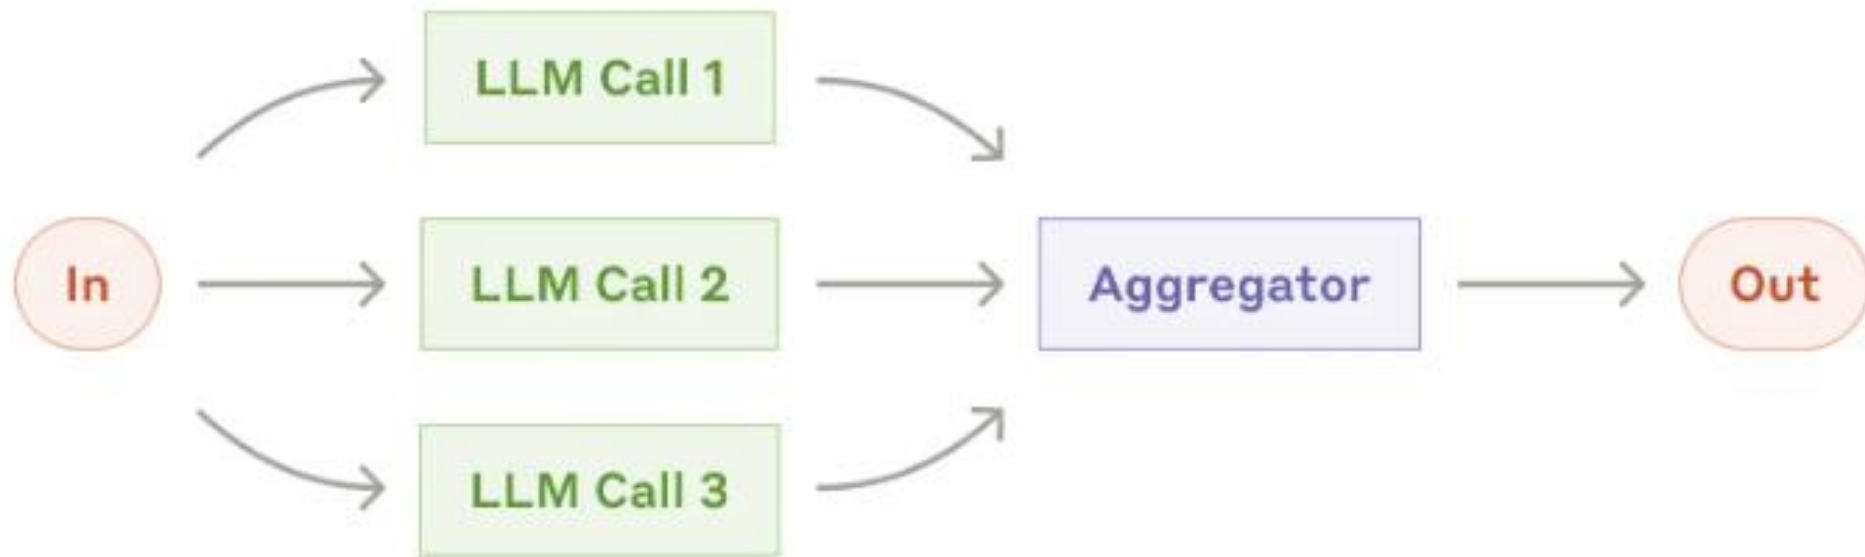 LLM Call 1
In
LLM Call 2
Aggregator
Out
LLM Call 3